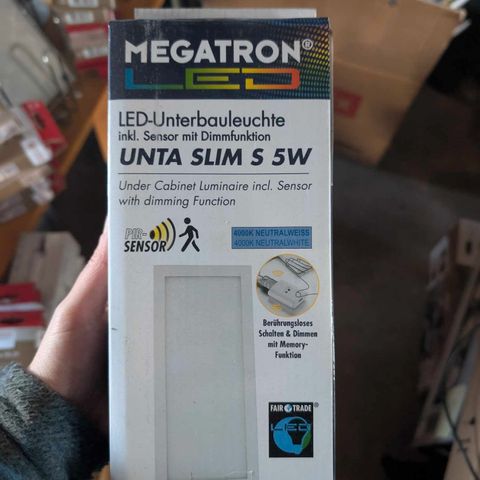 MEGATRON®
LED
LED-Unterbauleuchte
inkl. Sensor mit Dimmfunktion
UNTA SLIM S 5W
Under Cabinet Luminaire incl. Sensor
with dimming Function
PIR-
SENSOR
4000K NEUTRALWEISS
4000K NEUTRALWHITE
Berührungsloses
Schalten & Dimmen
mit Memory-
Funktion
FAIR TRADE
LED